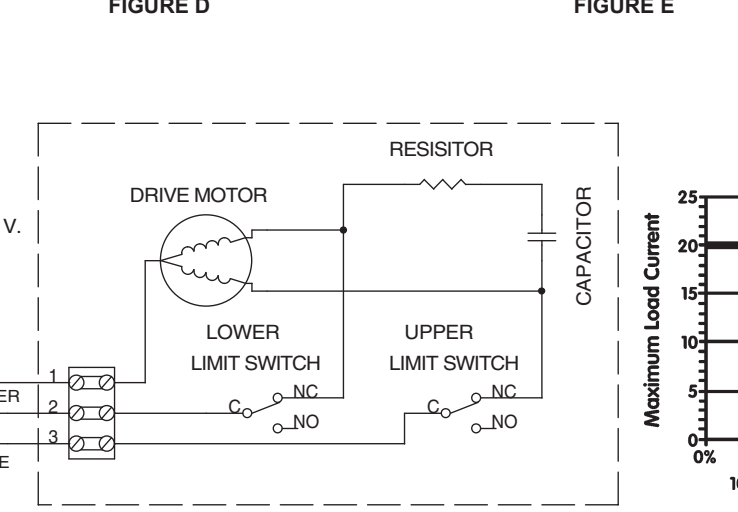 FIGURE D
FIGURE E
RESISITOR
DRIVE MOTOR
CAPACITOR
V.
LOWER
LIMIT SWITCH
UPPER
LIMIT SWITCH
1
ER
2
3
E
C
NC
NO
C
NC
NO
Maximum Load Current
25
20
15
10
5
0
0%